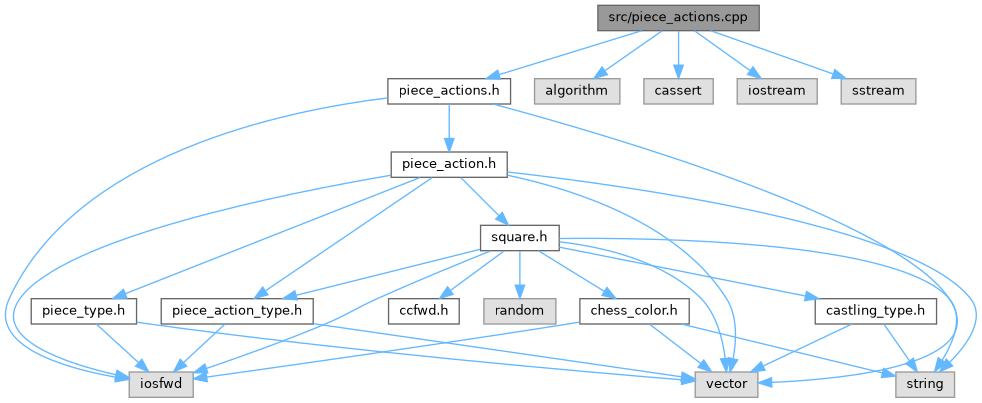 src/piece_actions.cpp
piece_actions.h
algorithm
cassert
iostream
sstream
piece_action.h
square.h
piece_type.h
piece_action_type.h
ccfwd.h
random
chess_color.h
castling_type.h
iosfwd
vector
string